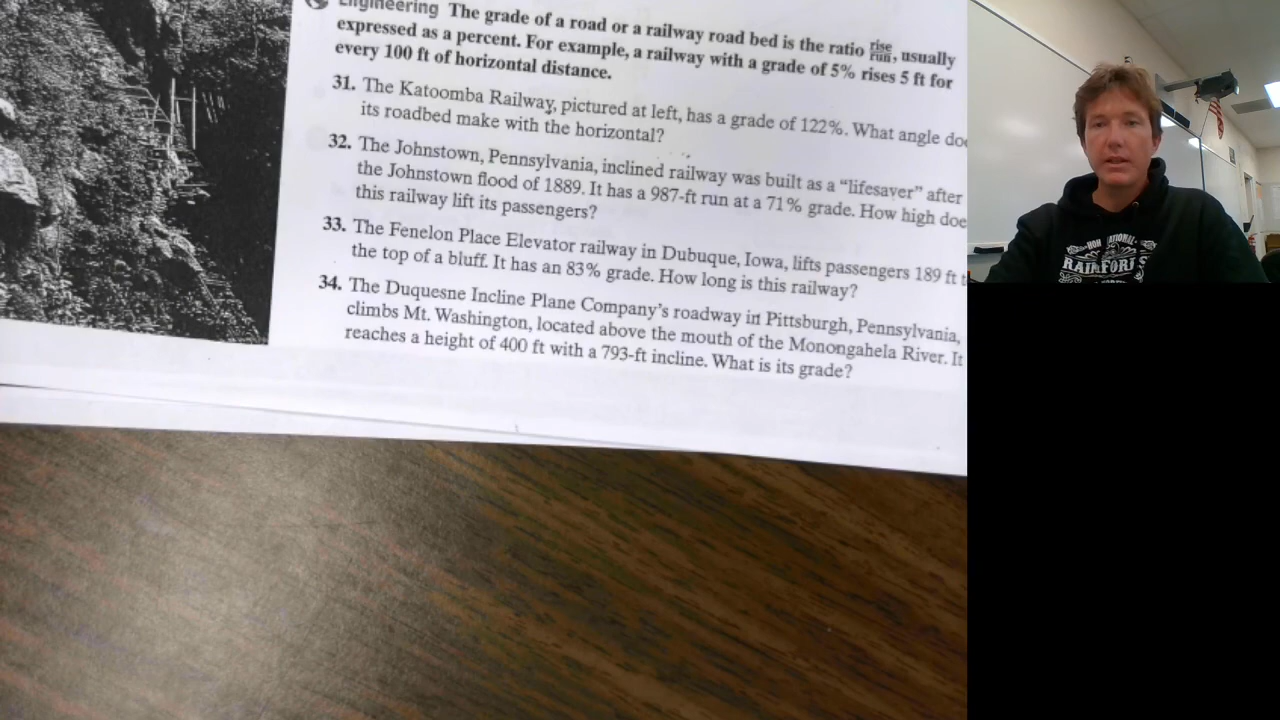 Engineering The grade of a road or a railway road bed is the ratio rise/run, usually
expressed as a percent. For example, a railway with a grade of 5% rises 5 ft for
every 100 ft of horizontal distance.
31. The Katoomba Railway, pictured at left, has a grade of 122%. What angle doe
its roadbed make with the horizontal?
32. The Johnstown, Pennsylvania, inclined railway was built as a “lifesaver” after
the Johnstown flood of 1889. It has a 987-ft run at a 71% grade. How high doe
this railway lift its passengers?
33. The Fenelon Place Elevator railway in Dubuque, Iowa, lifts passengers 189 ft t
the top of a bluff. It has an 83% grade. How long is this railway?
34. The Duquesne Incline Plane Company’s roadway in Pittsburgh, Pennsylvania,
climbs Mt. Washington, located above the mouth of the Monongahela River. It
reaches a height of 400 ft with a 793-ft incline. What is its grade?